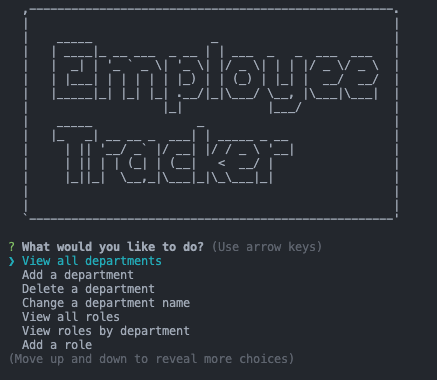 Employee
Tracker
? What would you like to do? (Use arrow keys)
❯ View all departments
Add a department
Delete a department
Change a department name
View all roles
View roles by department
Add a role
(Move up and down to reveal more choices)